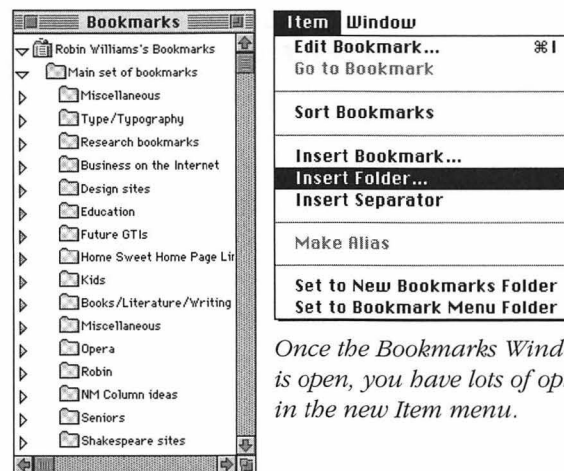 Bookmarks
Robin Williams's Bookmarks
Main set of bookmarks
Miscellaneous
Type/Typography
Research bookmarks
Business on the Internet
Design sites
Education
Future GTIs
Home Sweet Home Page Lin
Kids
Books/Literature/Writing
Miscellaneous
Opera
Robin
NM Column ideas
Seniors
Shakespeare sites
Item Window
Edit Bookmark... ⌘I
Go to Bookmark
Sort Bookmarks
Insert Bookmark...
Insert Folder...
Insert Separator
Make Alias
Set to New Bookmarks Folder
Set to Bookmark Menu Folder
Once the Bookmarks Wind
is open, you have lots of op
in the new Item menu.